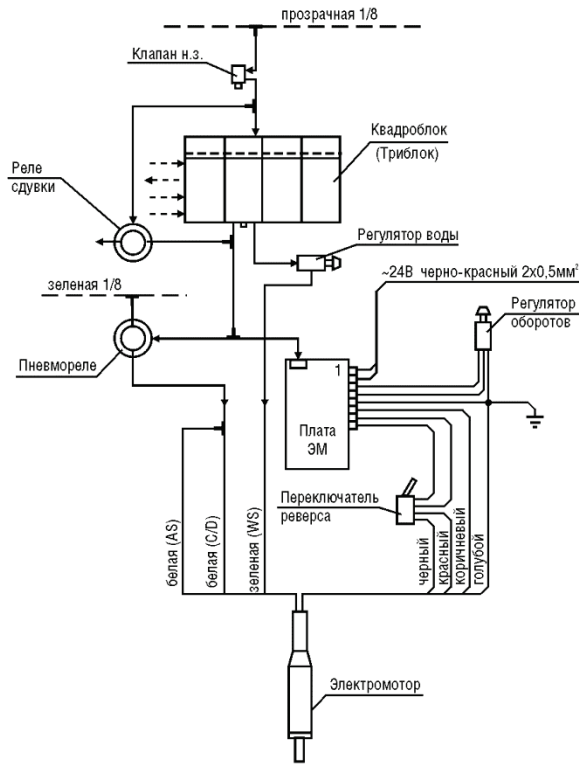 прозрачная 1/8
Клапан н.з.
Квадроблок
(Триблок)
Реле
сдувки
Регулятор воды
~24В черно-красный 2х0,5мм²
зеленая 1/8
Регулятор
оборотов
Пневмореле
1
Плата
ЭМ
Переключатель
реверса
белая (AS)
белая (C/D)
зеленая (WS)
черный
красный
коричневый
голубой
Электромотор